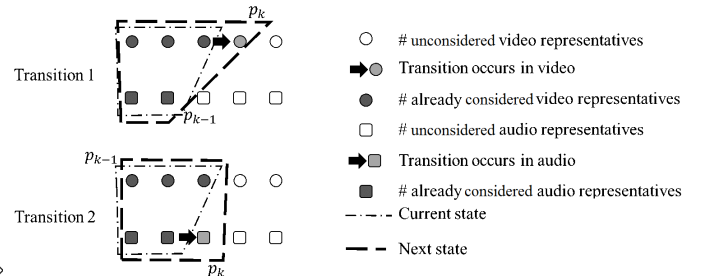 p_k
Transition 1
p_{k-1}
p_{k-1}
Transition 2
p_k
# unconsidered video representatives
Transition occurs in video
# already considered video representatives
# unconsidered audio representatives
Transition occurs in audio
# already considered audio representatives
Current state
Next state